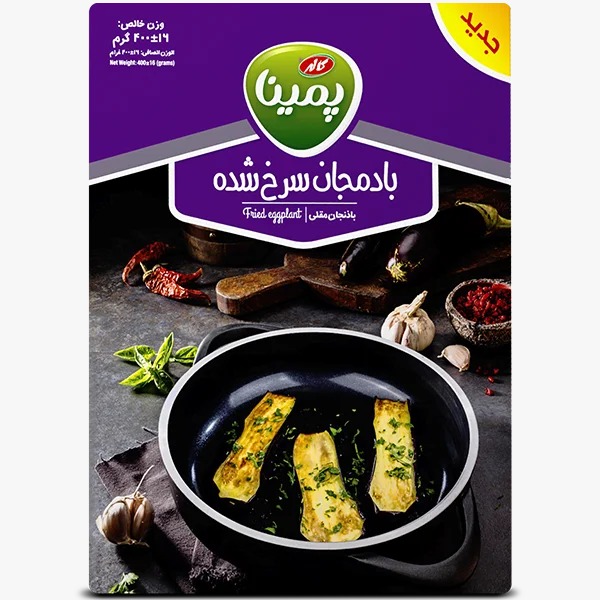 وزن خالص:
۴۰۰±۱۶ گرم
الوزن الصافي: ۱۶±۴۰۰ غرام
Net Weight: 400±16 (grams)
جدید
کاله
پمینا
بادمجان سرخ شده
Fried eggplant | باذنجان مقلي